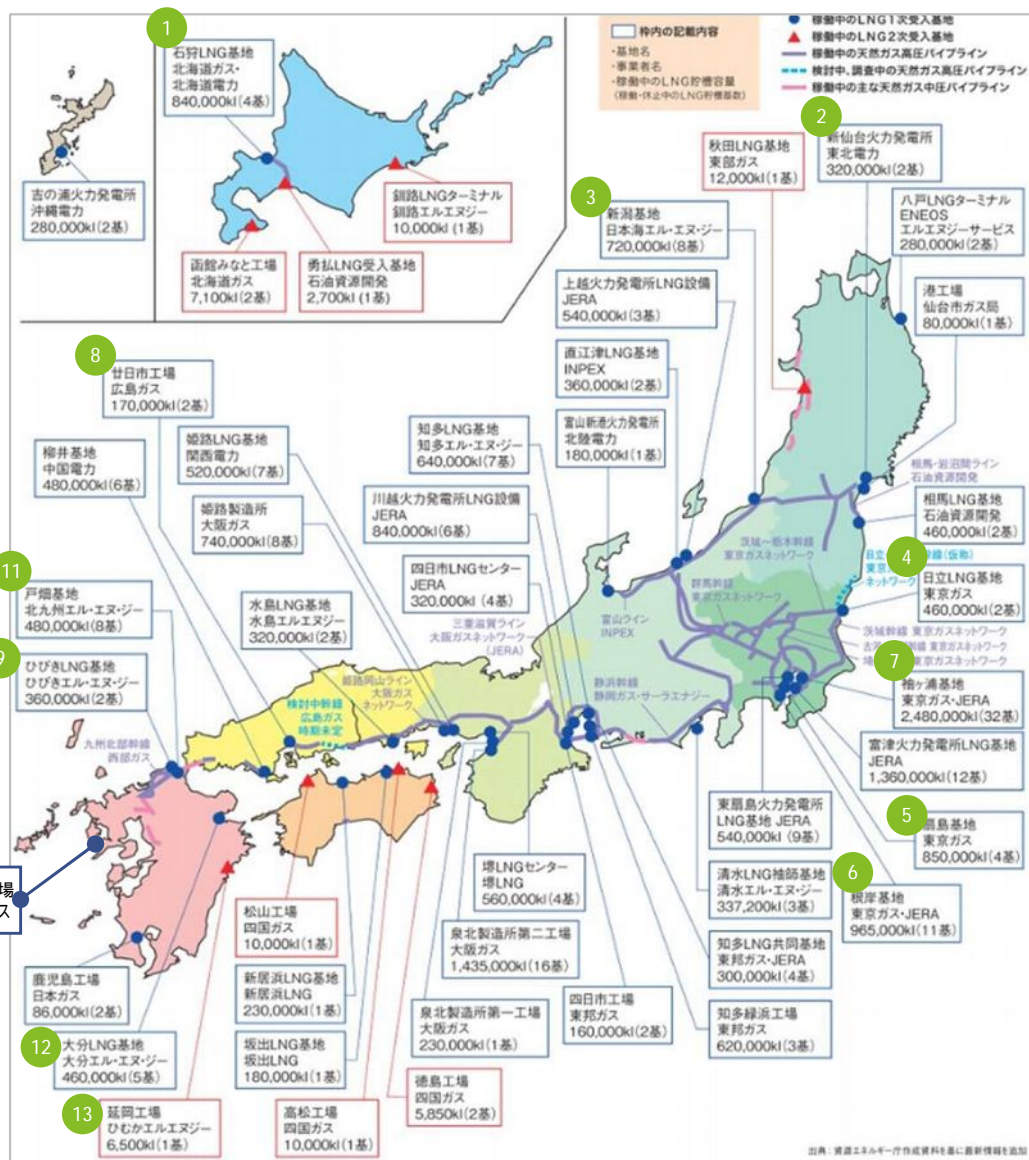 枠内の記載内容
・基地名
・事業者名
・稼働中のLNG貯槽容量
(稼働・休止中のLNG貯槽基数)
稼働中のLNG1次受入基地
稼働中のLNG2次受入基地
稼働中の天然ガス高圧パイプライン
検討中、調査中の天然ガス高圧パイプライン
稼働中の主な天然ガス中圧パイプライン
1
石狩LNG基地
北海道ガス・
北海道電力
840,000kl(4基)
吉の浦火力発電所
沖縄電力
280,000kl(2基)
釧路LNGターミナル
釧路エルエヌジー
10,000kl(1基)
函館みなと工場
北海道ガス
7,100kl(2基)
勇払LNG受入基地
石油資源開発
2,700kl(1基)
2
新仙台火力発電所
東北電力
320,000kl(2基)
秋田LNG基地
東部ガス
12,000kl(1基)
3
新潟基地
日本海エル・エヌ・ジー
720,000kl(8基)
八戸LNGターミナル
ENEOS
エルエヌジーサービス
280,000kl(2基)
上越火力発電所LNG設備
JERA
540,000kl(3基)
港工場
仙台市ガス局
80,000kl(1基)
直江津LNG基地
INPEX
360,000kl(2基)
富山新港火力発電所
北陸電力
180,000kl(1基)
8
廿日市工場
広島ガス
170,000kl(2基)
柳井基地
中国電力
480,000kl(6基)
姫路LNG基地
関西電力
520,000kl(7基)
姫路製造所
大阪ガス
740,000kl(8基)
知多LNG基地
知多エル・エヌ・ジー
640,000kl(7基)
川越火力発電所LNG設備
JERA
840,000kl(6基)
四日市LNGセンター
JERA
320,000kl(4基)
相馬・岩沼間ライン
石油資源開発
相馬LNG基地
石油資源開発
460,000kl(2基)
4
日立
幹線(仮称)
東京
ネットワーク
日立LNG基地
東京ガス
460,000kl(2基)
茨城~栃木幹線
東京ガスネットワーク
群馬幹線
東京ガスネットワーク
茨城幹線 東京ガスネットワーク
古河
幹線 東京ガスネットワーク
埼
東京ガスネットワーク
富山ライン
INPEX
三重滋賀ライン
大阪ガスネットワーク
(JERA)
静浜幹線
静岡ガス・サーラエナジー
11
戸畑基地
北九州エル・エヌ・ジー
480,000kl(8基)
9
ひびきLNG基地
ひびきエル・エヌ・ジー
360,000kl(2基)
水島LNG基地
水島エルエヌジー
320,000kl(2基)
姫路岡山ライン
大阪ガス
ネットワーク
検討中幹線
広島ガス
時期未定
九州北部幹線
西部ガス
7
袖ヶ浦基地
東京ガス・JERA
2,480,000kl(32基)
富津火力発電所LNG基地
JERA
1,360,000kl(12基)
5
扇島基地
東京ガス
850,000kl(4基)
東扇島火力発電所
LNG基地 JERA
540,000kl(9基)
6
根岸基地
東京ガス・JERA
965,000kl(11基)
清水LNG袖師基地
清水エル・エヌ・ジー
337,200kl(3基)
知多LNG共同基地
東邦ガス・JERA
300,000kl(4基)
知多緑浜工場
東邦ガス
620,000kl(3基)
堺LNGセンター
堺LNG
560,000kl(4基)
泉北製造所第二工場
大阪ガス
1,435,000kl(16基)
四日市工場
東邦ガス
160,000kl(2基)
泉北製造所第一工場
大阪ガス
230,000kl(1基)
場
ス
鹿児島工場
日本ガス
86,000kl(2基)
松山工場
四国ガス
10,000kl(1基)
新居浜LNG基地
新居浜LNG
230,000kl(1基)
12
大分LNG基地
大分エル・エヌ・ジー
460,000kl(5基)
坂出LNG基地
坂出LNG
180,000kl(1基)
徳島工場
四国ガス
5,850kl(2基)
13
延岡工場
ひむかエルエヌジー
6,500kl(1基)
高松工場
四国ガス
10,000kl(1基)
出典:資源エネルギー庁作成資料を基に最新情報を追加